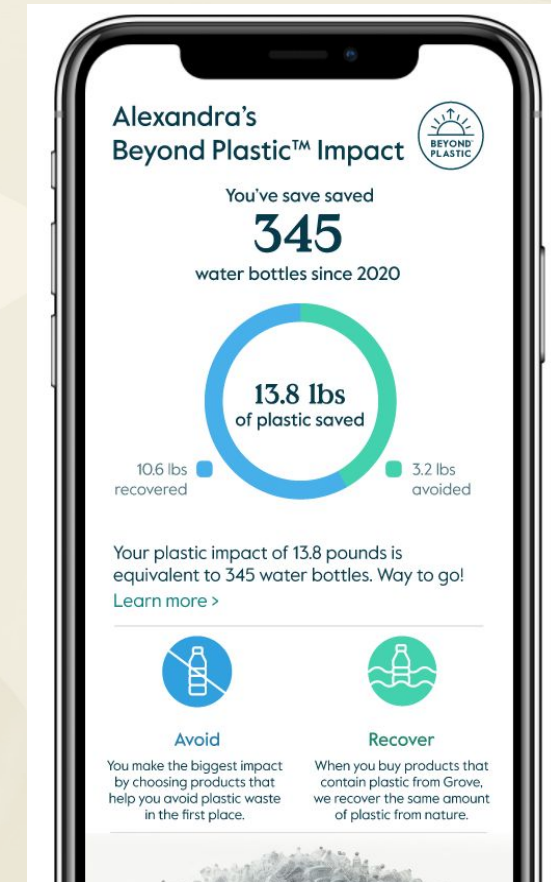 Alexandra's
Beyond Plastic™ Impact
BEYOND
PLASTIC
You've save saved
345
water bottles since 2020
13.8 lbs
of plastic saved
10.6 lbs
recovered
3.2 lbs
avoided
Your plastic impact of 13.8 pounds is
equivalent to 345 water bottles. Way to go!
Learn more >
Avoid
You make the biggest impact
by choosing products that
help you avoid plastic waste
in the first place.
Recover
When you buy products that
contain plastic from Grove,
we recover the same amount
of plastic from nature.